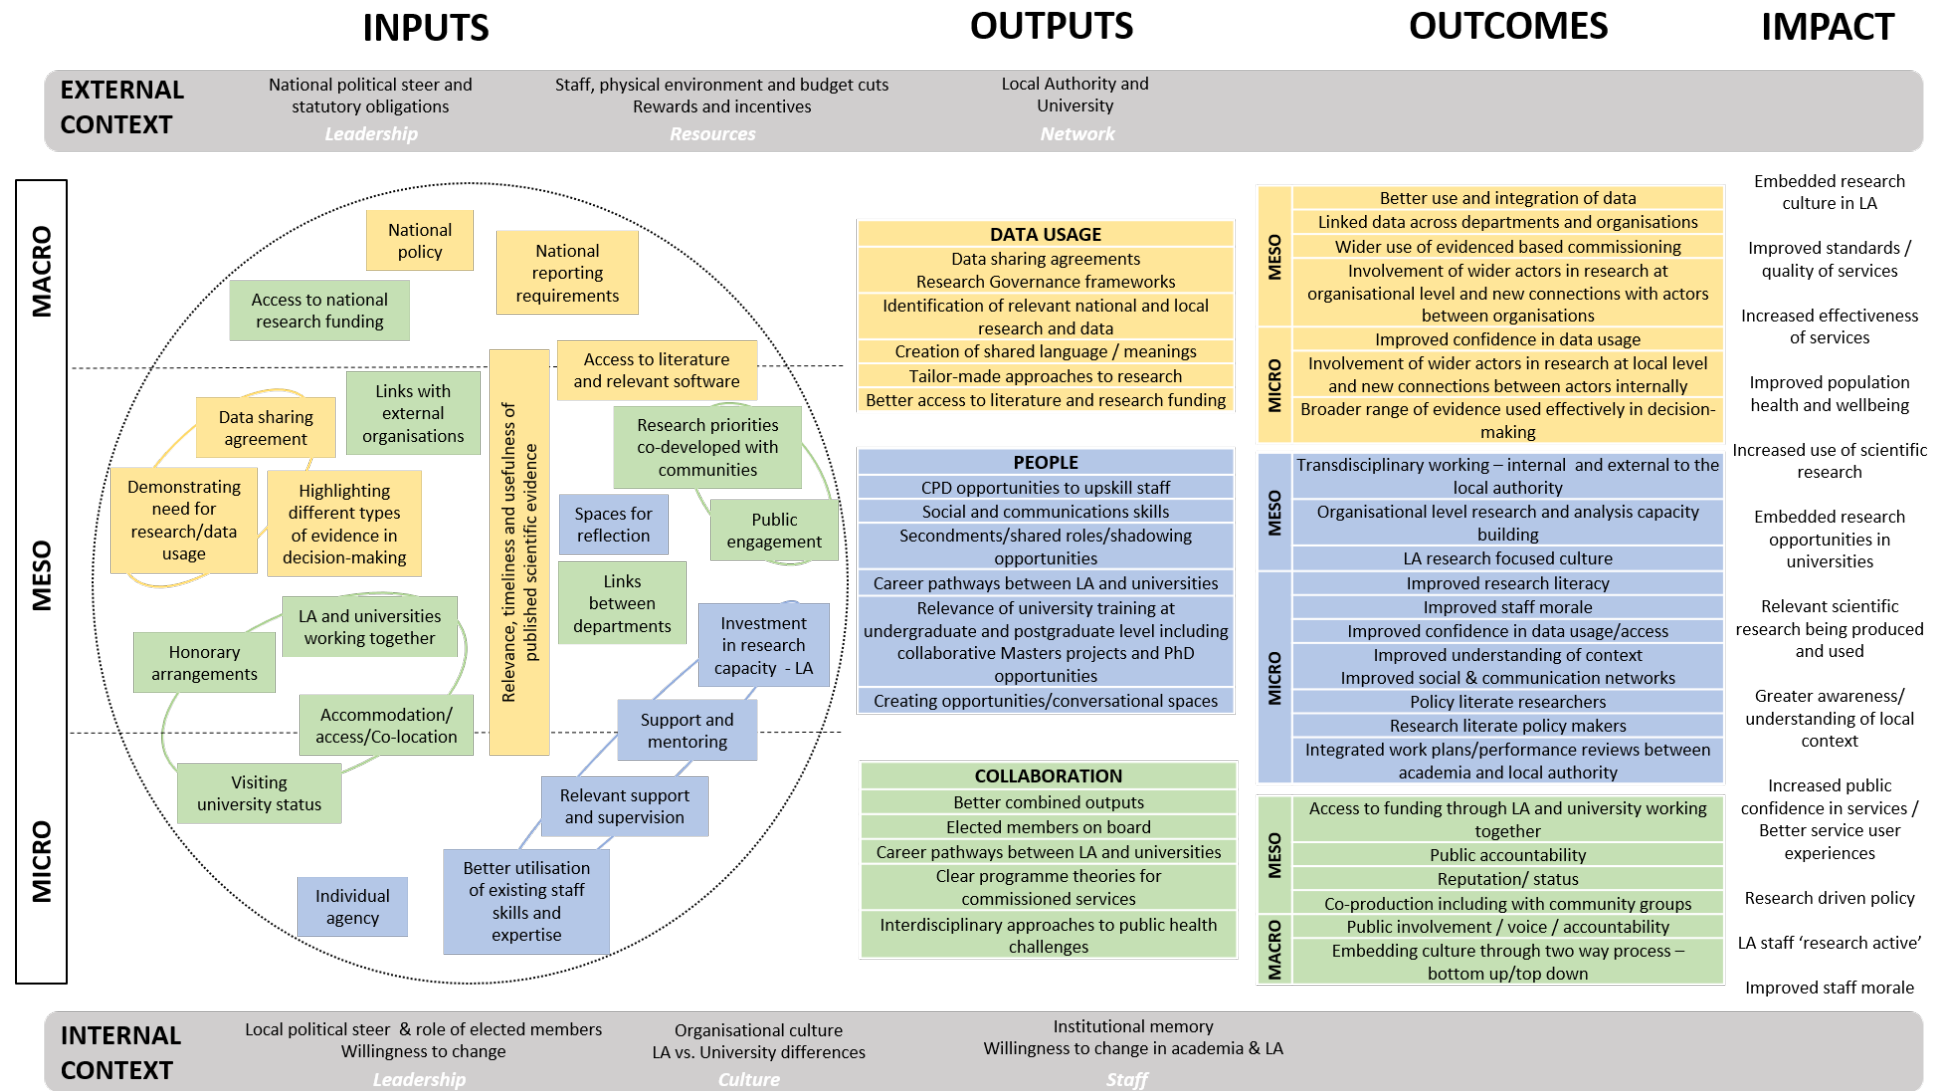 INPUTS
OUTPUTS
OUTCOMES
IMPACT
EXTERNAL
CONTEXT
National political steer and
statutory obligations
Leadership
Staff, physical environment and budget cuts
Rewards and incentives
Resources
Local Authority and
University
Network
MACRO
MESO
MICRO
National
policy
National
reporting
requirements
Access to national
research funding
Access to literature
and relevant software
Relevance, timeliness and usefulness of
published scientific evidence
Links with
external
organisations
Data sharing
agreement
Demonstrating
need for
research/data
usage
Highlighting
different types
of evidence in
decision-making
Research priorities
co-developed with
communities
Public
engagement
Spaces for
reflection
Links
between
departments
LA and universities
working together
Honorary
arrangements
Accommodation/
access/Co-location
Visiting
university status
Investment
in research
capacity - LA
Support and
mentoring
Relevant support
and supervision
Better utilisation
of existing staff
skills and
expertise
Individual
agency
DATA USAGE
Data sharing agreements
Research Governance frameworks
Identification of relevant national and local
research and data
Creation of shared language / meanings
Tailor-made approaches to research
Better access to literature and research funding
PEOPLE
CPD opportunities to upskill staff
Social and communications skills
Secondments/shared roles/shadowing
opportunities
Career pathways between LA and universities
Relevance of university training at
undergraduate and postgraduate level including
collaborative Masters projects and PhD
opportunities
Creating opportunities/conversational spaces
COLLABORATION
Better combined outputs
Elected members on board
Career pathways between LA and universities
Clear programme theories for
commissioned services
Interdisciplinary approaches to public health
challenges
MESO
Better use and integration of data
Linked data across departments and organisations
Wider use of evidenced based commissioning
Involvement of wider actors in research at
organisational level and new connections with actors
between organisations
MICRO
Improved confidence in data usage
Involvement of wider actors in research at local level
and new connections between actors internally
Broader range of evidence used effectively in decision-
making
MESO
Transdisciplinary working – internal and external to the
local authority
Organisational level research and analysis capacity
building
LA research focused culture
MICRO
Improved research literacy
Improved staff morale
Improved confidence in data usage/access
Improved understanding of context
Improved social & communication networks
Policy literate researchers
Research literate policy makers
Integrated work plans/performance reviews between
academia and local authority
MESO
Access to funding through LA and university working
together
Public accountability
Reputation/ status
Co-production including with community groups
MACRO
Public involvement / voice / accountability
Embedding culture through two way process –
bottom up/top down
Embedded research
culture in LA
Improved standards /
quality of services
Increased effectiveness
of services
Improved population
health and wellbeing
Increased use of scientific
research
Embedded research
opportunities in
universities
Relevant scientific
research being produced
and used
Greater awareness/
understanding of local
context
Increased public
confidence in services /
Better service user
experiences
Research driven policy
LA staff ‘research active’
Improved staff morale
INTERNAL
CONTEXT
Local political steer & role of elected members
Willingness to change
Leadership
Organisational culture
LA vs. University differences
Culture
Institutional memory
Willingness to change in academia & LA
Staff